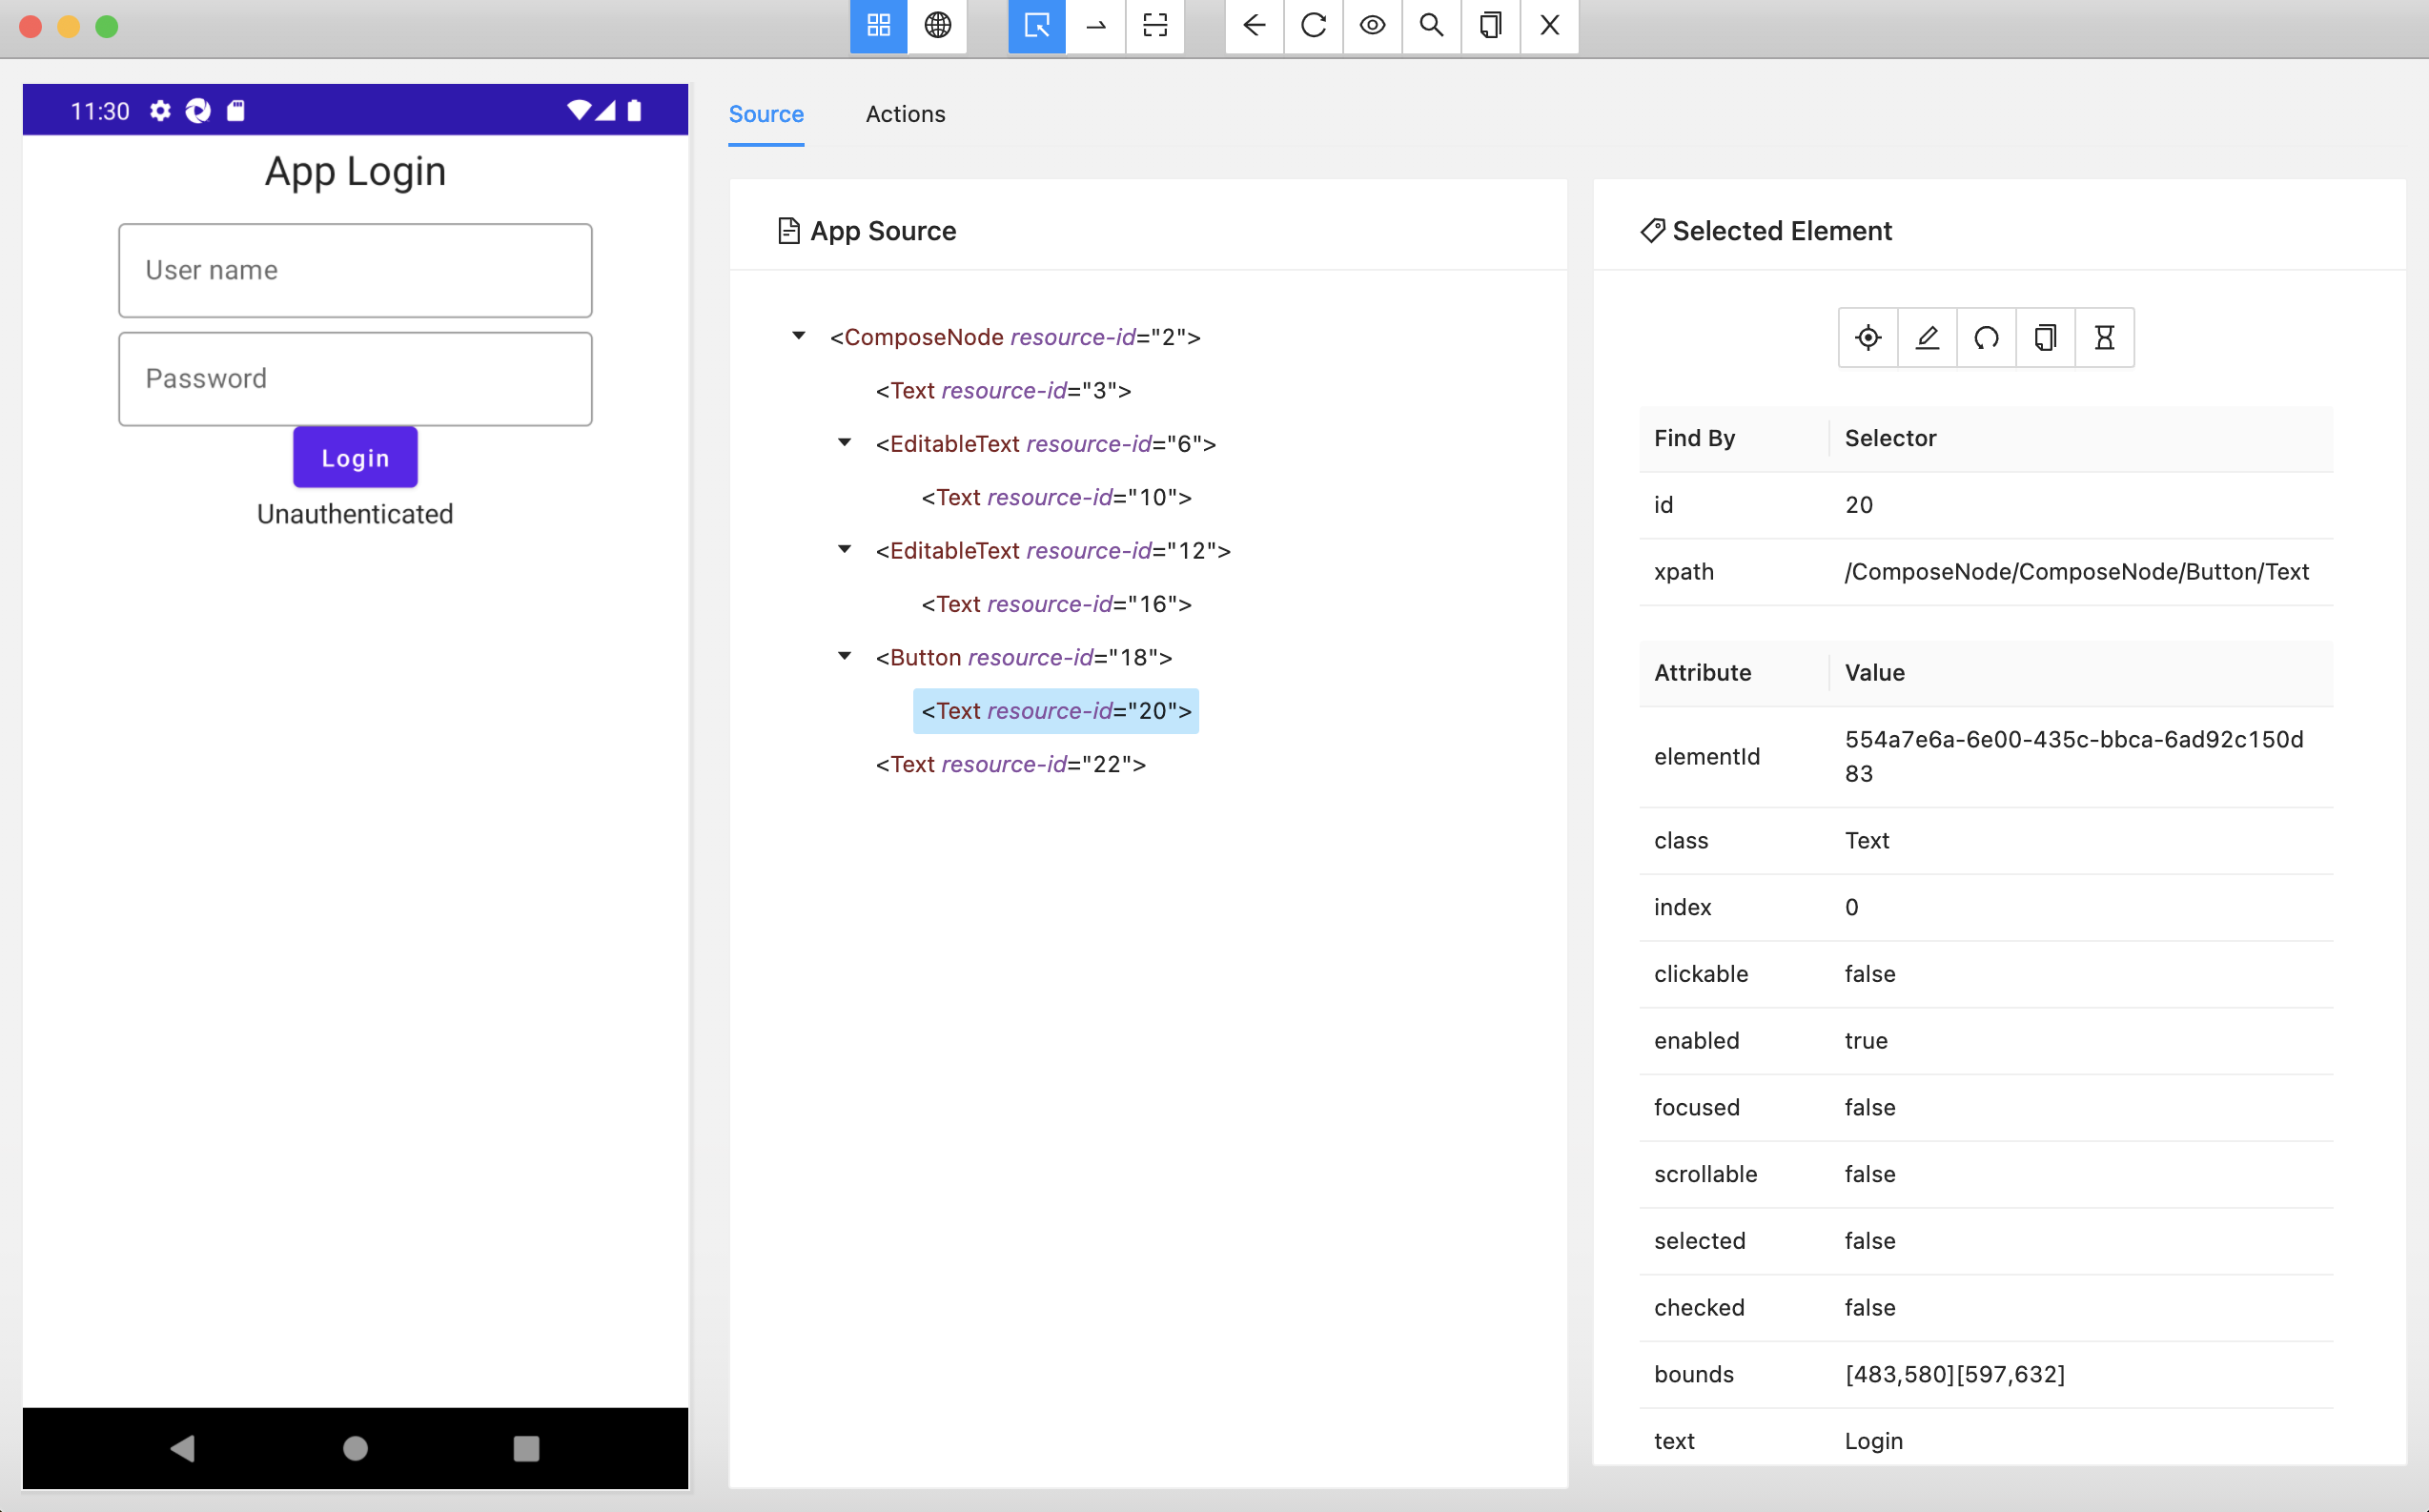 11:30
App Login
User name
Password
Login
Unauthenticated
Source
Actions
App Source
<ComposeNode resource-id="2">
<Text resource-id="3">
<EditableText resource-id="6">
<Text resource-id="10">
<EditableText resource-id="12">
<Text resource-id="16">
<Button resource-id="18">
<Text resource-id="20">
<Text resource-id="22">
Selected Element
Find By Selector
id 20
xpath /ComposeNode/ComposeNode/Button/Text
Attribute Value
elementId 554a7e6a-6e00-435c-bbca-6ad92c150d
83
class Text
index 0
clickable false
enabled true
focused false
scrollable false
selected false
checked false
bounds [483,580][597,632]
text Login